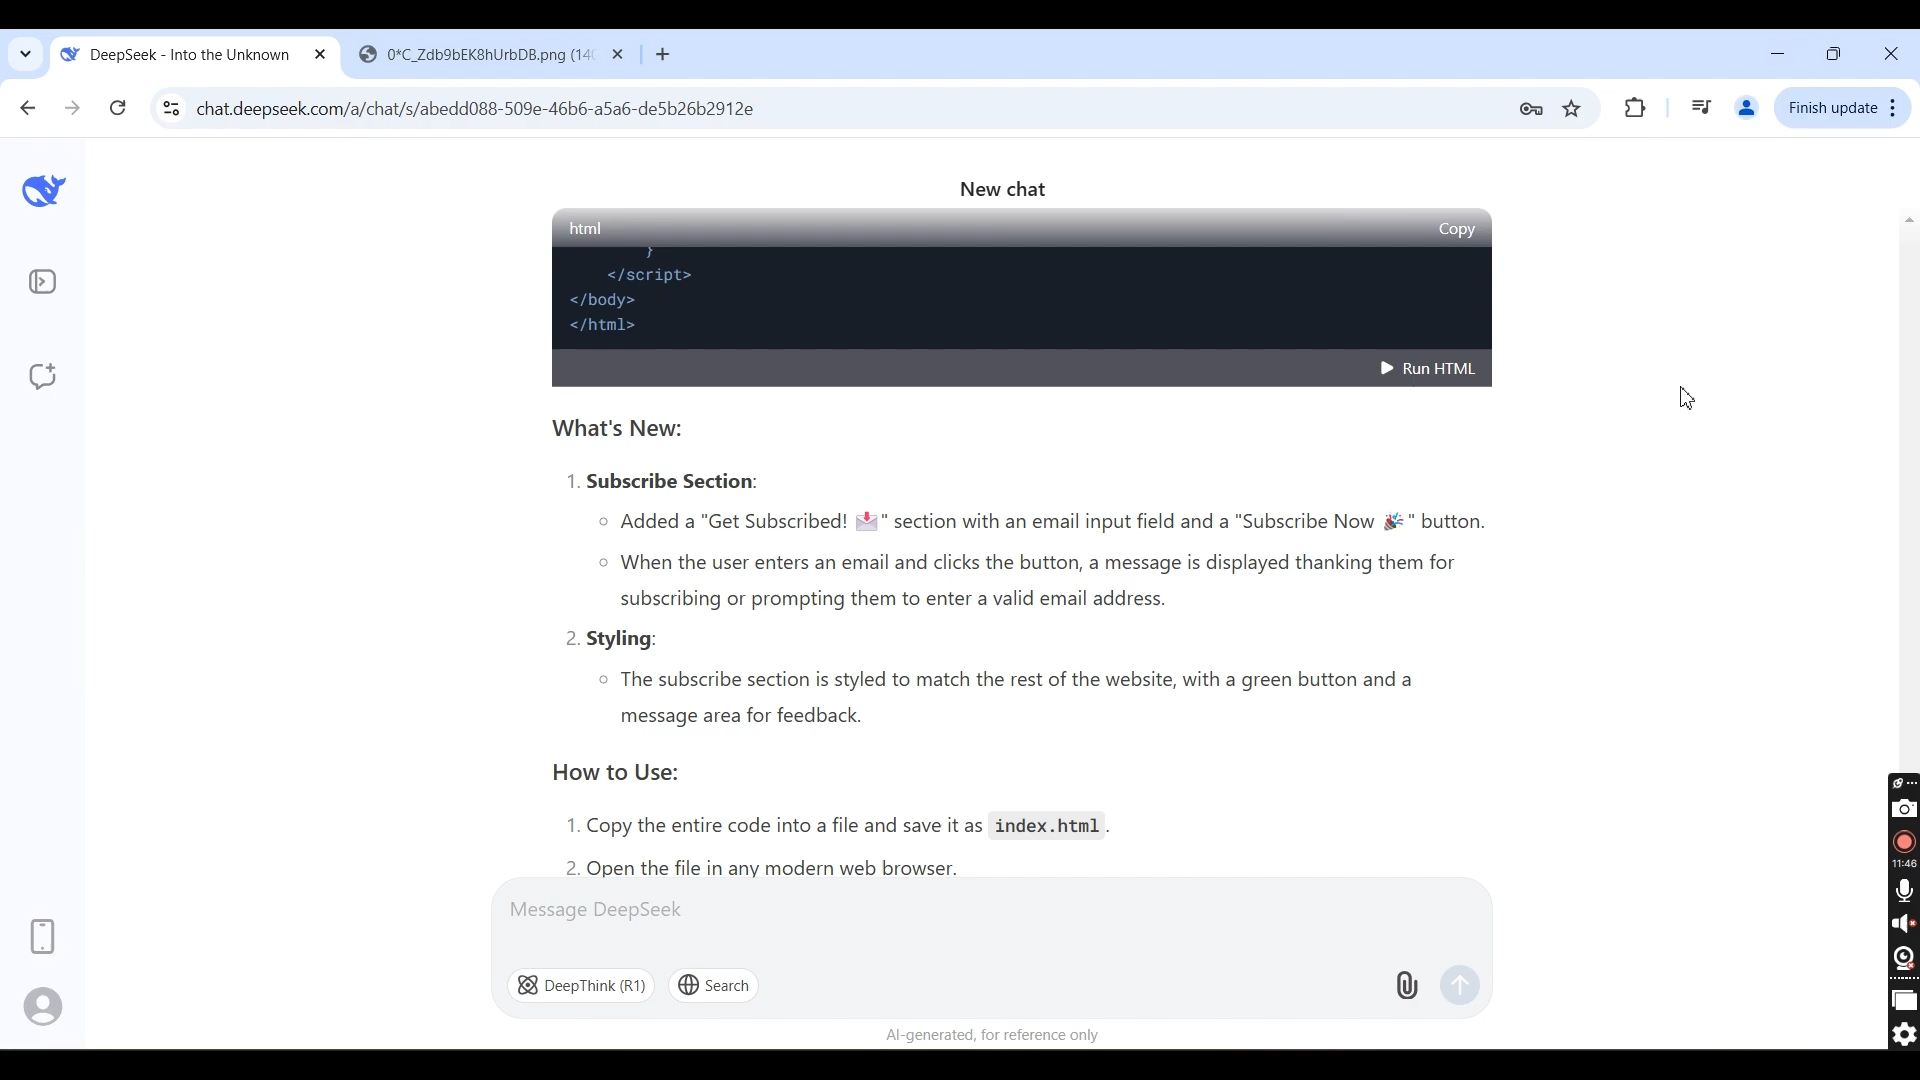 DeepSeek - Into the Unknown
0*C_Zdb9bEK8hUrbDB.png (140
chat.deepseek.com/a/chat/s/abedd088-509e-46b6-a5a6-de5b26b2912e
Finish update
New chat
html
Copy
}
</script>
</body>
</html>
Run HTML
What's New:
1. Subscribe Section:
Added a "Get Subscribed! 📩" section with an email input field and a "Subscribe Now 🎉" button.
When the user enters an email and clicks the button, a message is displayed thanking them for
subscribing or prompting them to enter a valid email address.
2. Styling:
The subscribe section is styled to match the rest of the website, with a green button and a
message area for feedback.
How to Use:
1. Copy the entire code into a file and save it as index.html.
2. Open the file in any modern web browser.
Message DeepSeek
DeepThink (R1)
Search
AI-generated, for reference only
11:46